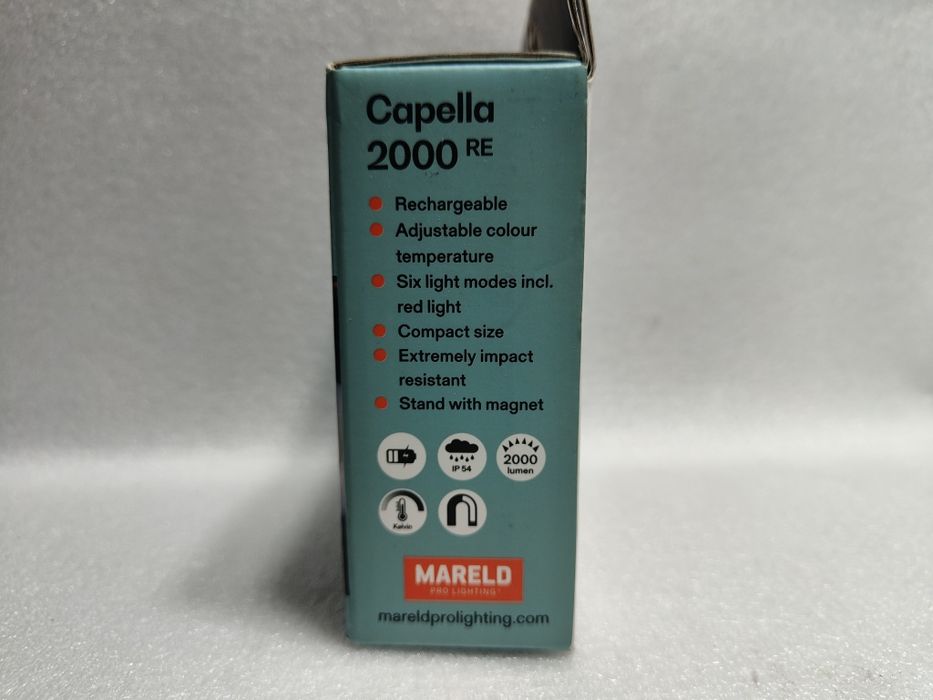 Capella
2000 RE
Rechargeable
Adjustable colour
temperature
Six light modes incl.
red light
Compact size
Extremely impact
resistant
Stand with magnet
IP 54
2000
lumen
Kelvin
MARELD
PRO LIGHTING
mareldprolighting.com